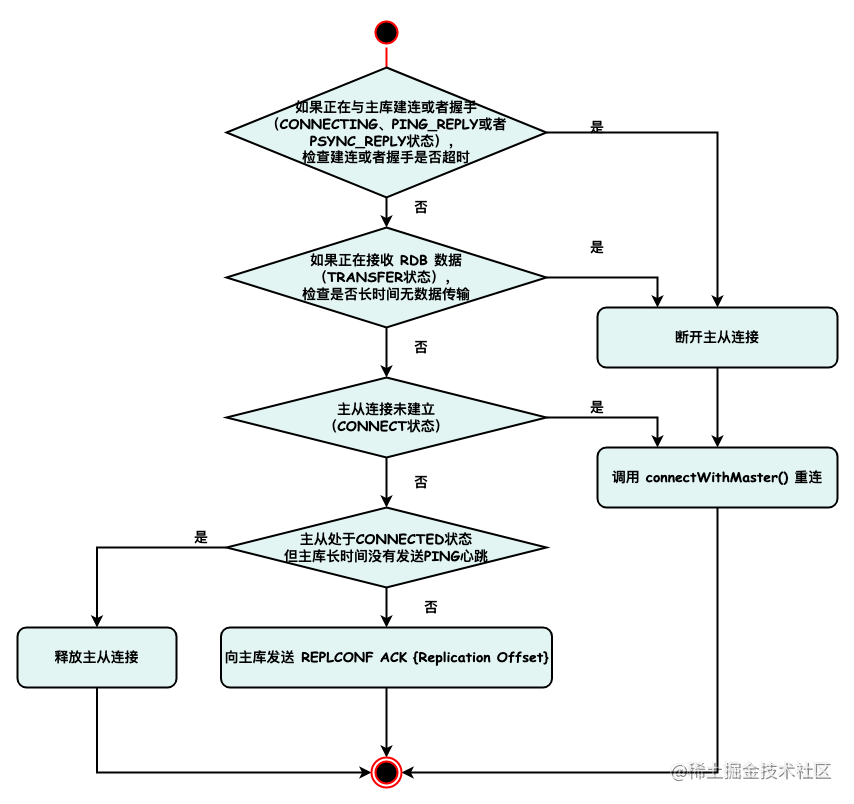 如果正在与主库建连或者握手
（CONNECTING、PING_REPLY或者
PSYNC_REPLY状态），
检查建连或者握手是否超时
是
否
如果正在接收 RDB 数据
（TRANSFER状态），
检查是否长时间无数据传输
是
断开主从连接
否
主从连接未建立
（CONNECT状态）
是
调用 connectWithMaster() 重连
否
主从处于CONNECTED状态
但主库长时间没有发送PING心跳
是
否
释放主从连接
向主库发送 REPLCONF ACK {Replication Offset}
@稀土掘金技术社区